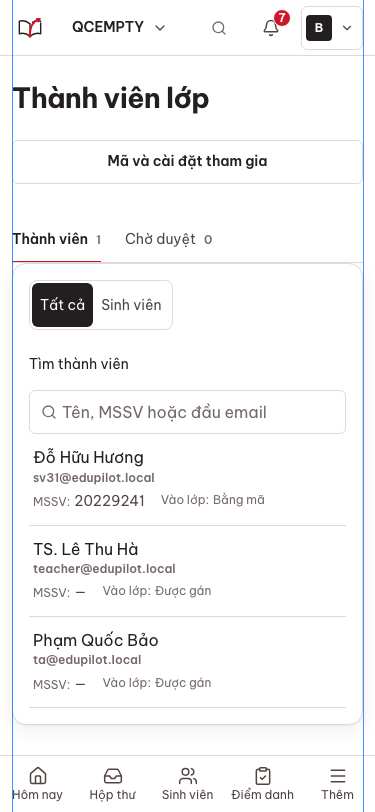 QCEMPTY
7
B
Thành viên lớp
Mã và cài đặt tham gia
Thành viên 1 Chờ duyệt 0
Tất cả Sinh viên
Tìm thành viên
Tên, MSSV hoặc đầu email
Đỗ Hữu Hương
sv31@edupilot.local
MSSV: 20229241 Vào lớp: Bằng mã
TS. Lê Thu Hà
teacher@edupilot.local
MSSV: — Vào lớp: Được gán
Phạm Quốc Bảo
ta@edupilot.local
MSSV: — Vào lớp: Được gán
Hôm nay Hộp thư Sinh viên Điểm danh Thêm